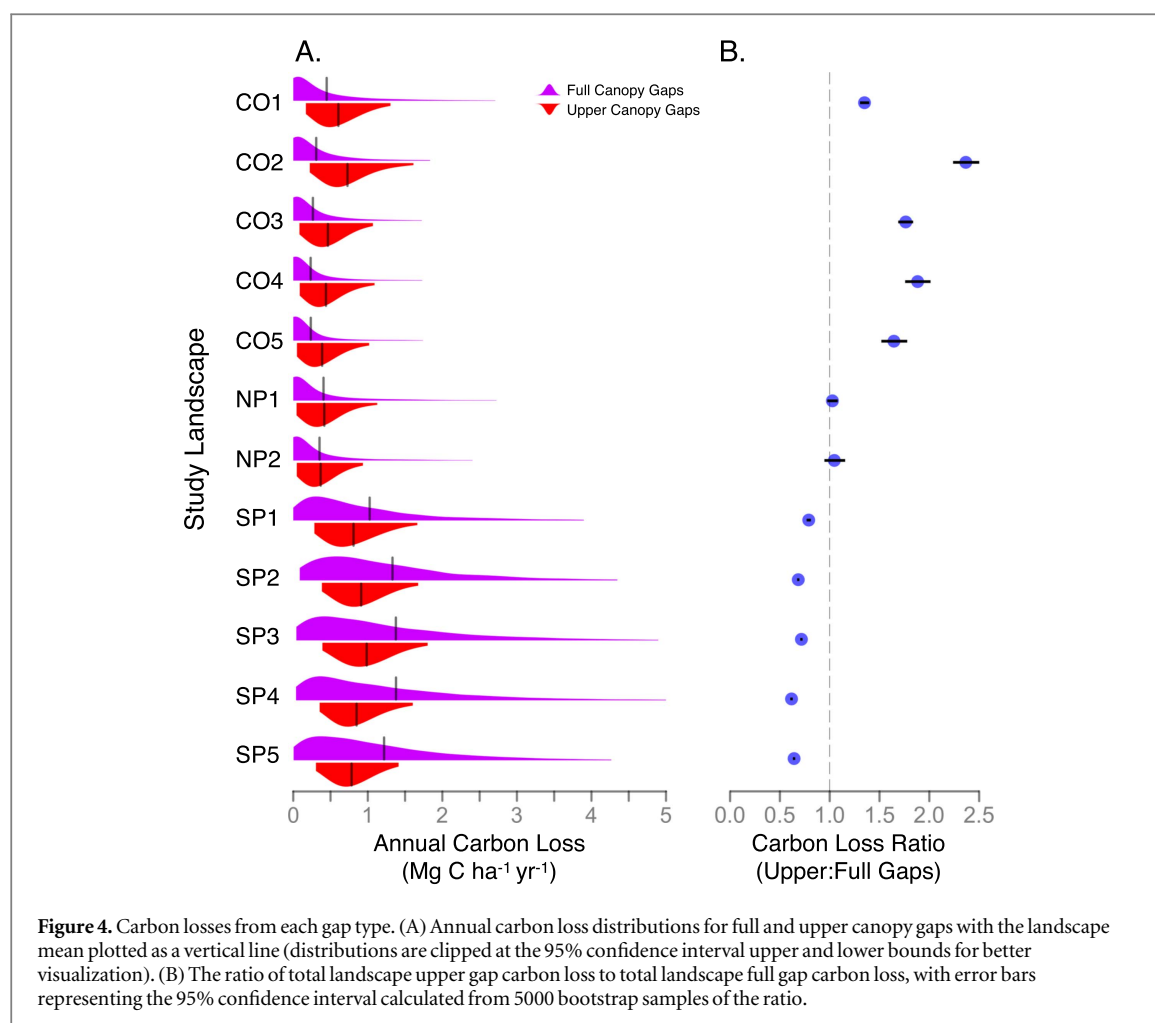 A.
B.
Full Canopy Gaps
Upper Canopy Gaps
Study Landscape
CO1
CO2
CO3
CO4
CO5
NP1
NP2
SP1
SP2
SP3
SP4
SP5
0 1 2 3 4 5
0.0 0.5 1.0 1.5 2.0 2.5
Annual Carbon Loss
(Mg C ha⁻¹ yr⁻¹)
Carbon Loss Ratio
(Upper:Full Gaps)
Figure 4. Carbon losses from each gap type. (A) Annual carbon loss distributions for full and upper canopy gaps with the landscape
mean plotted as a vertical line (distributions are clipped at the 95% confidence interval upper and lower bounds for better
visualization). (B) The ratio of total landscape upper gap carbon loss to total landscape full gap carbon loss, with error bars
representing the 95% confidence interval calculated from 5000 bootstrap samples of the ratio.